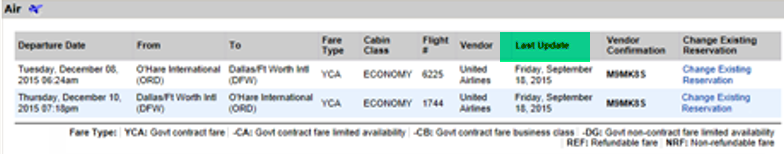 Air
Departure Date From To Fare Type Cabin Class Flight # Vendor Last Update Vendor Confirmation Change Existing Reservation
Tuesday, December 08, 2015 06:24am O'Hare International (ORD) Dallas/Ft Worth Intl (DFW) YCA ECONOMY 6225 United Airlines Friday, September 18, 2015 M9MK8S Change Existing Reservation
Thursday, December 10, 2015 07:18pm Dallas/Ft Worth Intl (DFW) O'Hare International (ORD) YCA ECONOMY 1744 United Airlines Friday, September 18, 2015 M9MK8S Change Existing Reservation
Fare Type: YCA: Govt contract fare -CA: Govt contract fare limited availability -CB: Govt contract fare business class -DG: Govt non-contract fare limited availability
REF: Refundable fare NRF: Non-refundable fare